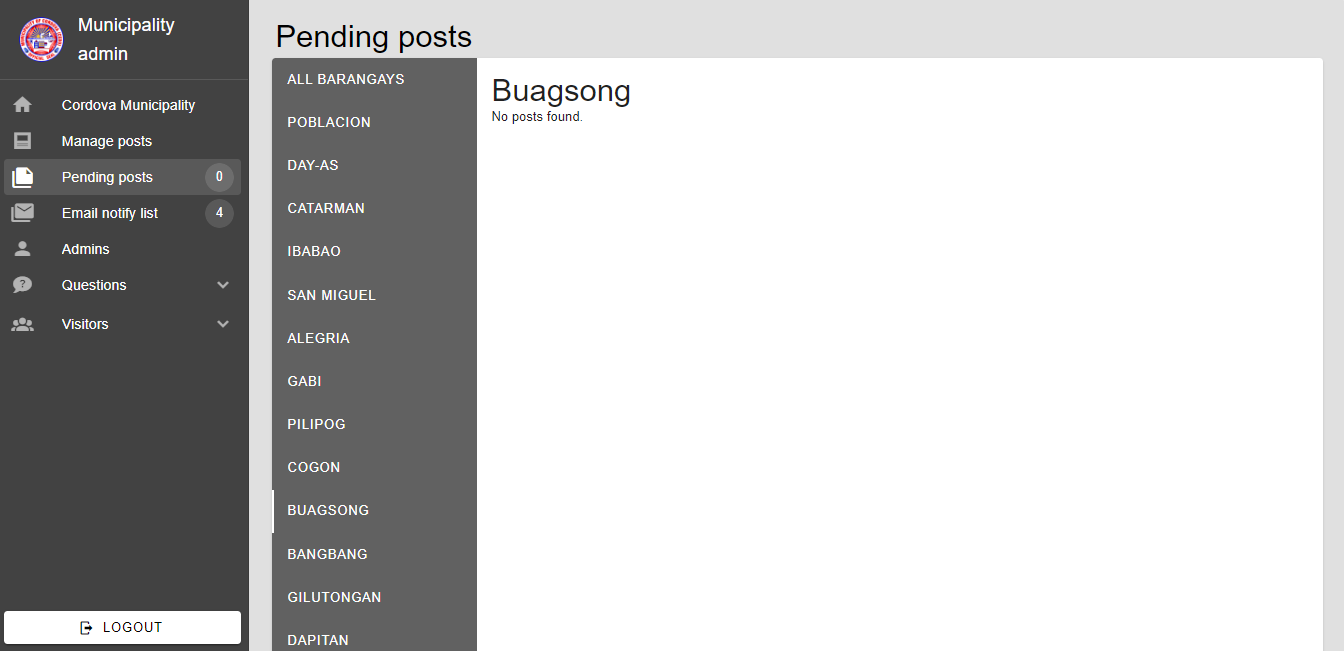 Municipality
admin
Cordova Municipality
Manage posts
Pending posts 0
Email notify list 4
Admins
Questions
Visitors
LOGOUT
Pending posts
ALL BARANGAYS
POBLACION
DAY-AS
CATARMAN
IBABAO
SAN MIGUEL
ALEGRIA
GABI
PILIPOG
COGON
BUAGSONG
BANGBANG
GILUTONGAN
DAPITAN
Buagsong
No posts found.